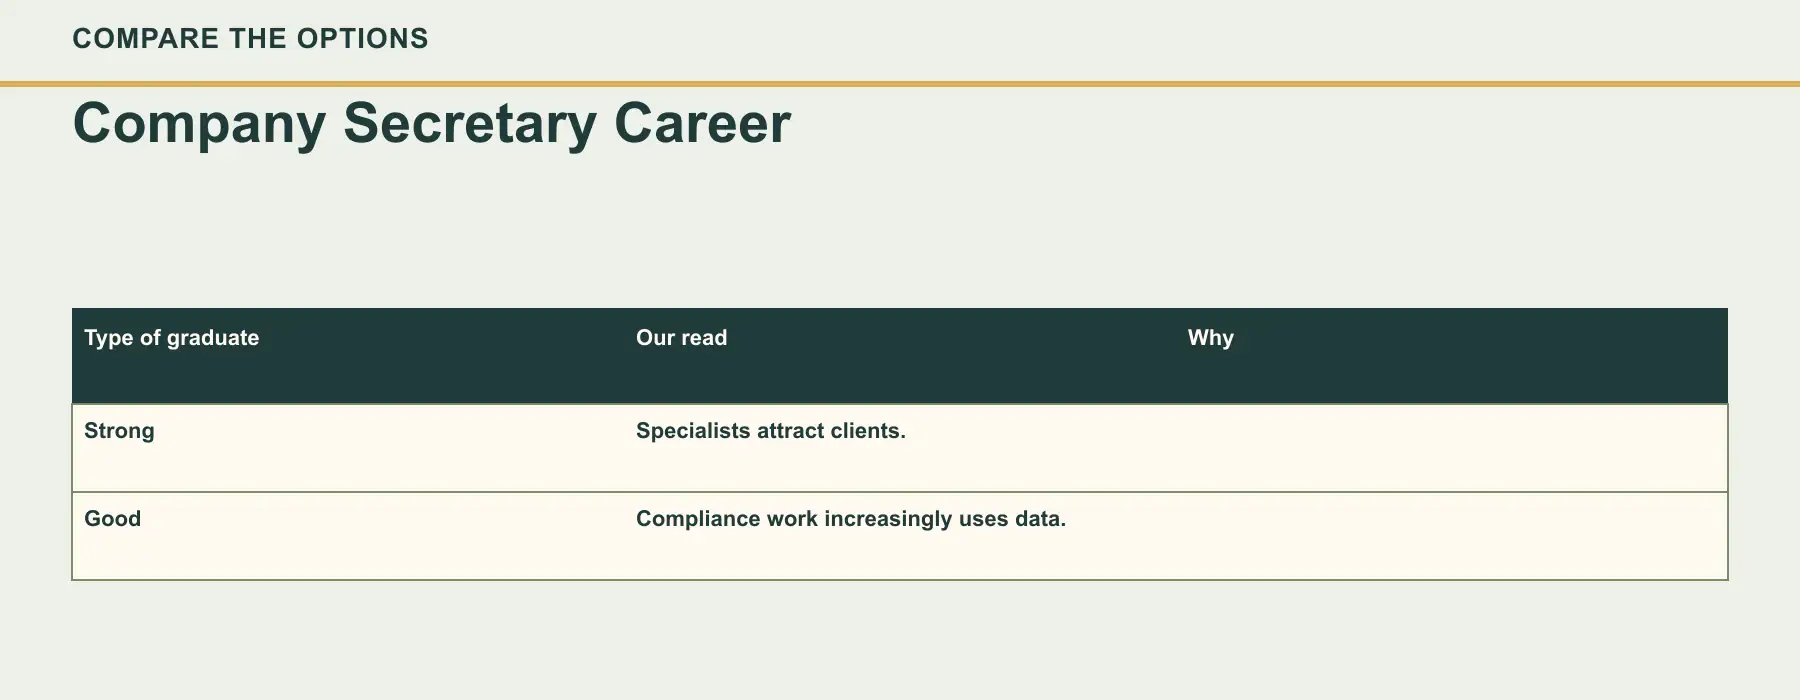 COMPARE THE OPTIONS
Company Secretary Career
Type of graduate Our read Why
Strong Specialists attract clients.
Good Compliance work increasingly uses data.